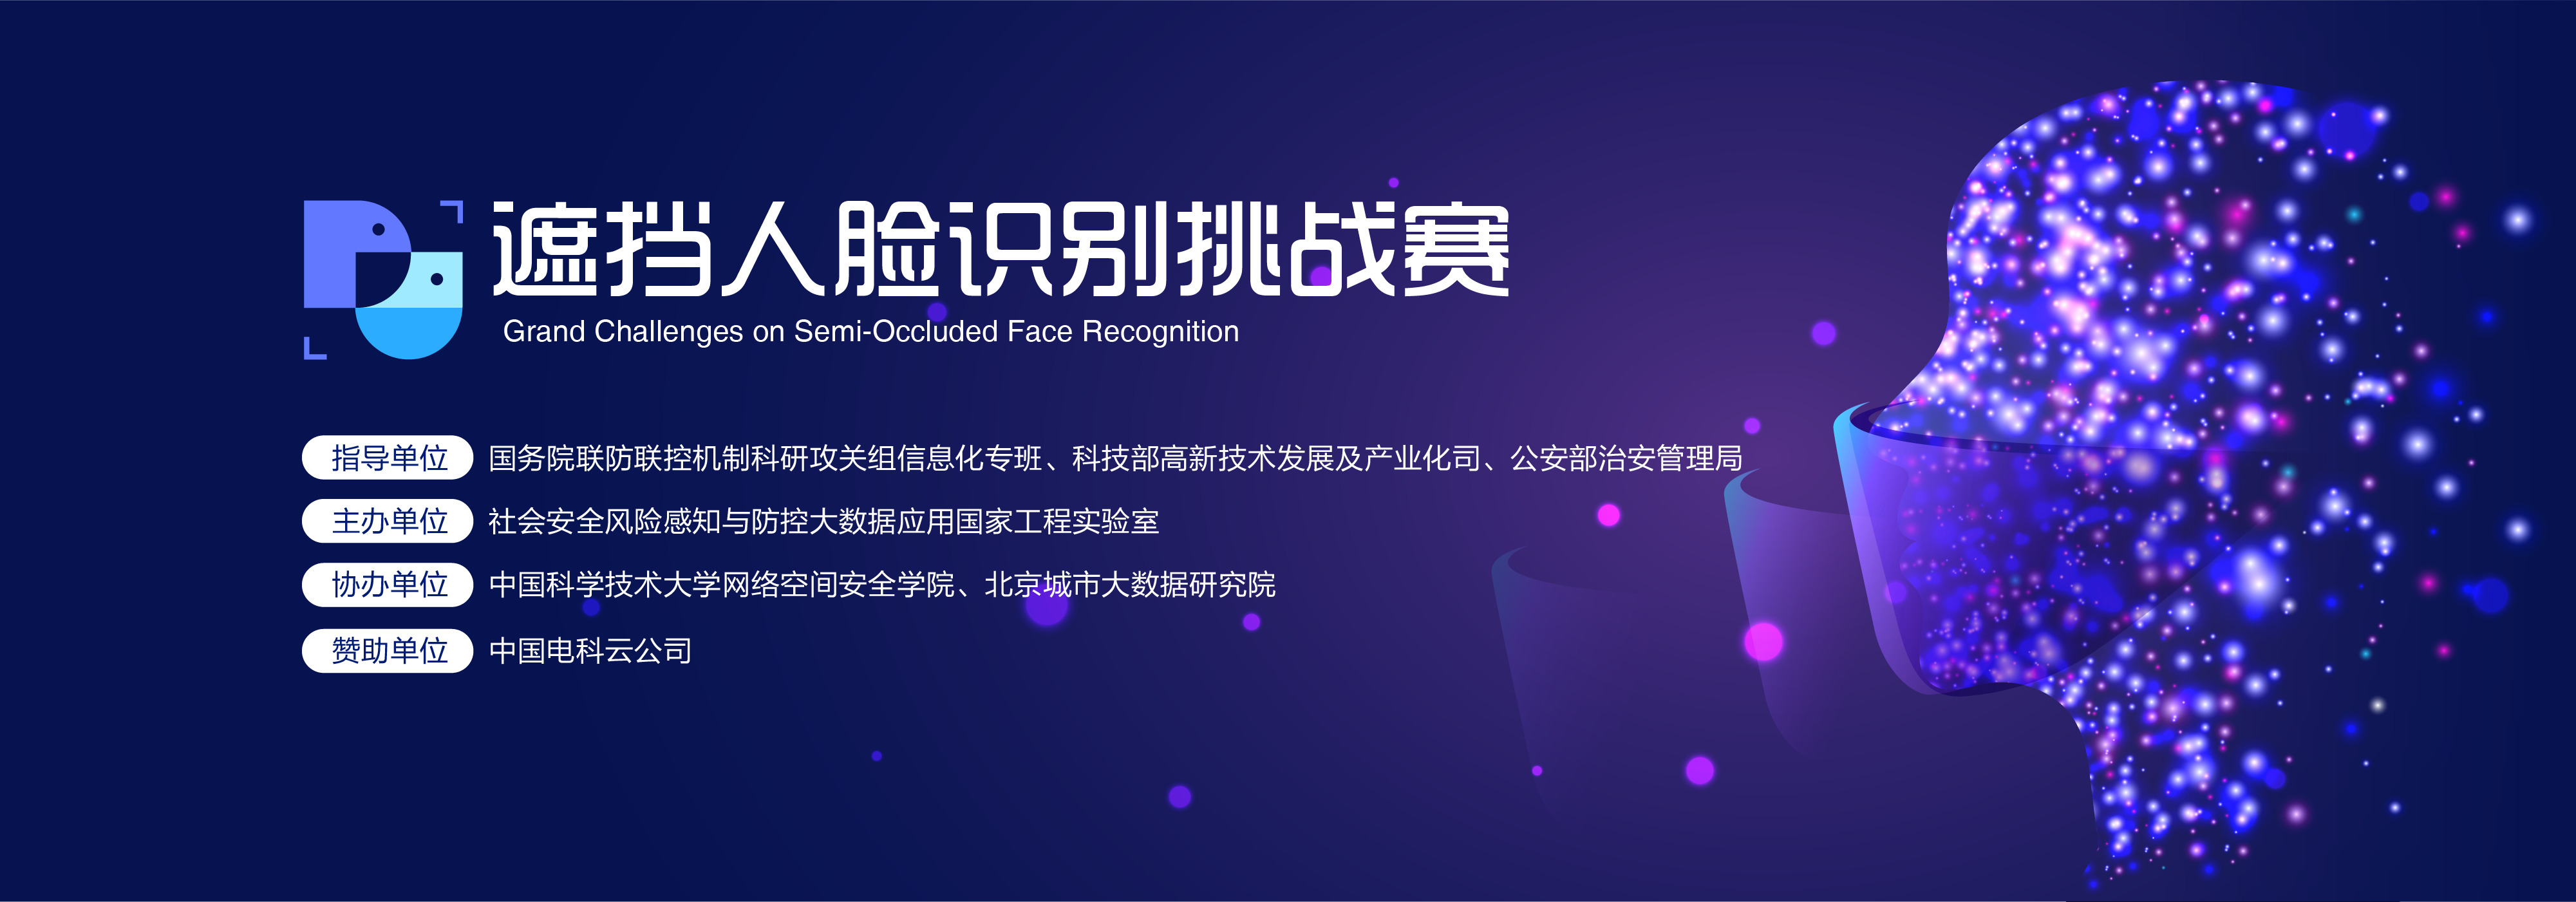 遮挡人脸识别挑战赛
Grand Challenges on Semi-Occluded Face Recognition
指导单位 国务院联防联控机制科研攻关组信息化专班、科技部高新技术发展及产业化司、公安部治安管理局
主办单位 社会安全风险感知与防控大数据应用国家工程实验室
协办单位 中国科学技术大学网络空间安全学院、北京城市大数据研究院
赞助单位 中国电科云公司